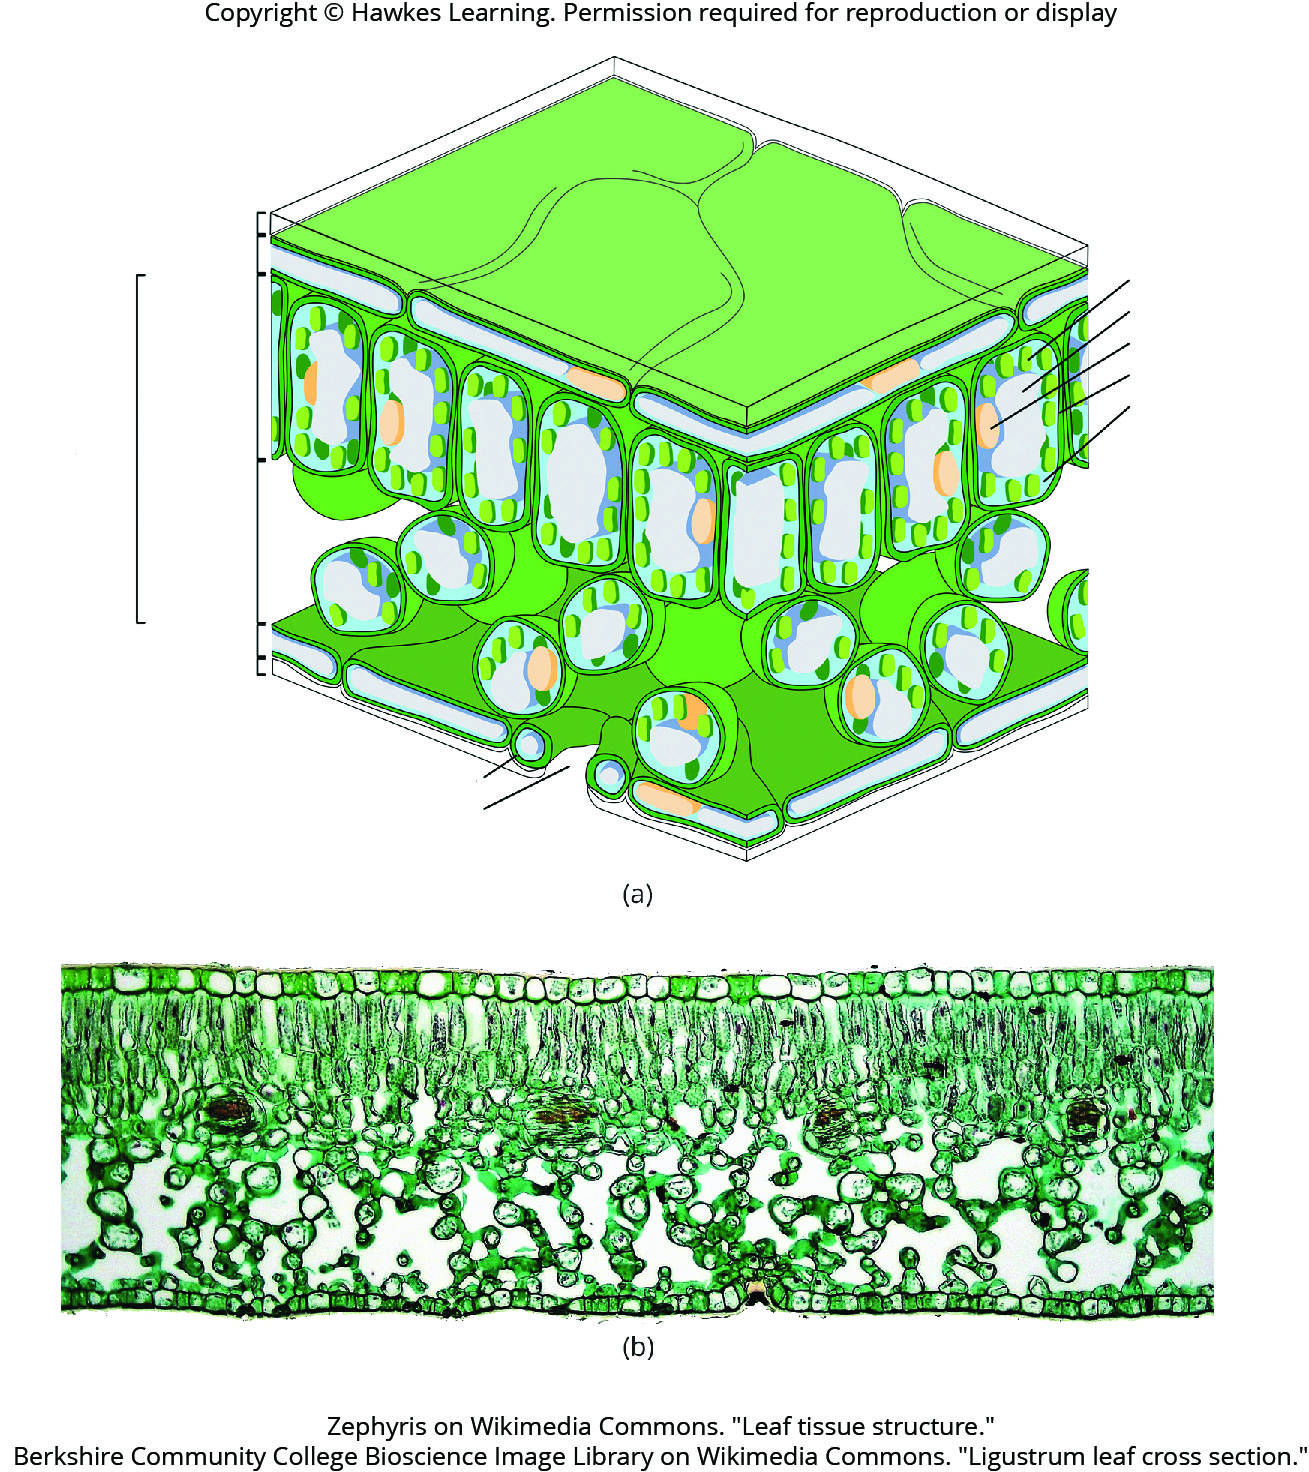 Copyright © Hawkes Learning. Permission required for reproduction or display
(a)
(b)
Zephyris on Wikimedia Commons. "Leaf tissue structure."
Berkshire Community College Bioscience Image Library on Wikimedia Commons. "Ligustrum leaf cross section."